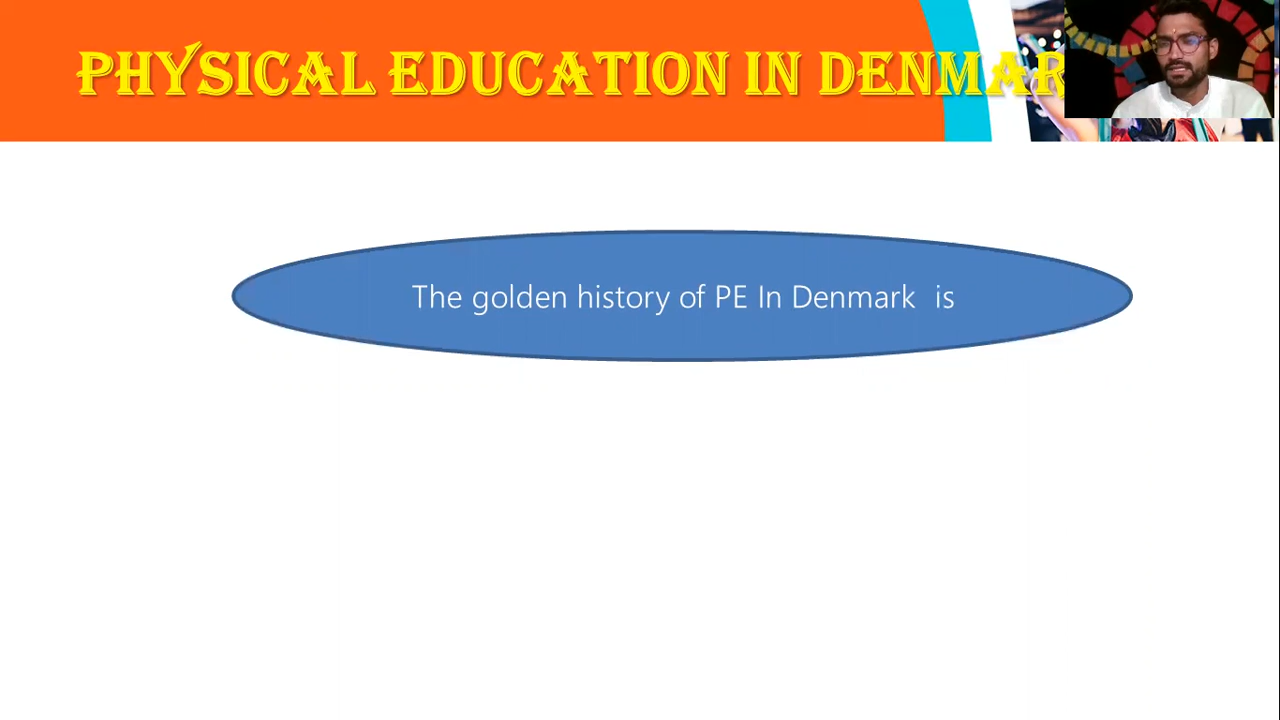 PHYSICAL EDUCATION IN DENMAR
The golden history of PE In Denmark  is